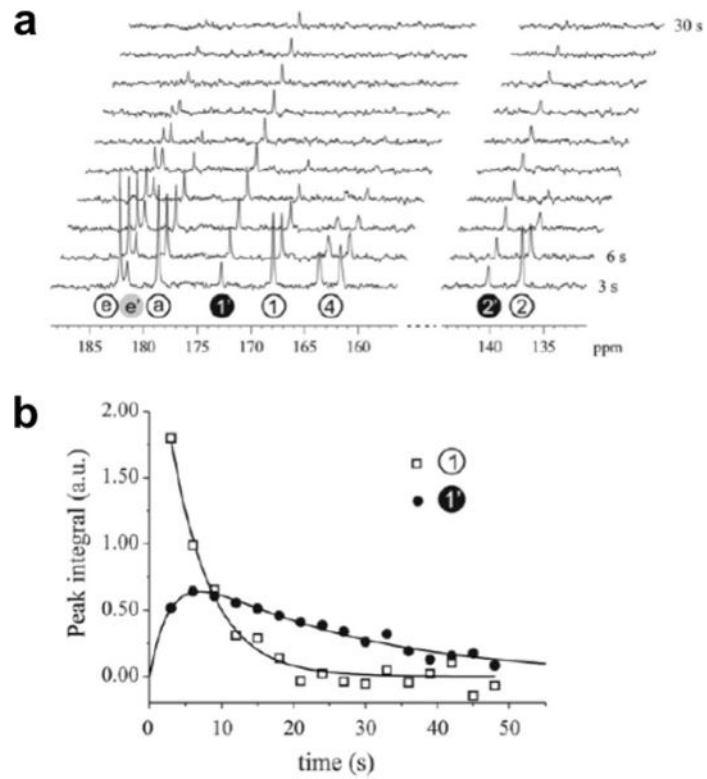 a
30 s
6 s
3 s
e e' a 1' 1 4 2' 2
185 180 175 170 165 160 140 135 ppm
b
2.00
1
1.50
1'
1.00
0.50
0.00
Peak integral (a.u.)
0 10 20 30 40 50
time (s)